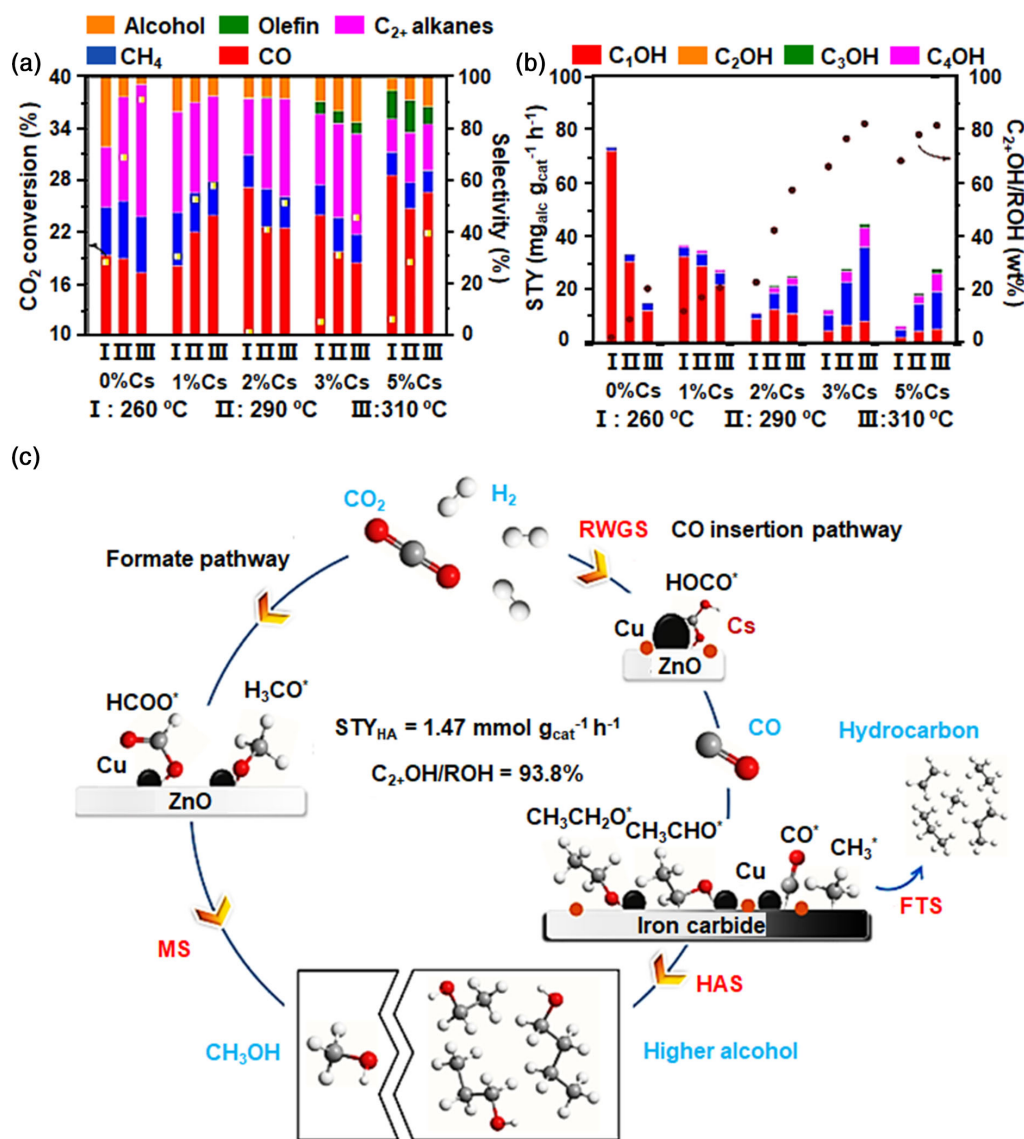 Alcohol Olefin C₂₊ alkanes
CH₄ CO
(a)
40 100
34 80
28 60
22 40
16 20
10 0
CO₂ conversion (%)
Selectivity (%)
I II III I II III I II III I II III I II III
0%Cs 1%Cs 2%Cs 3%Cs 5%Cs
I : 260 °C II: 290 °C III:310 °C
(b)
C₁OH C₂OH C₃OH C₄OH
100 100
80 80
60 60
40 40
20 20
0 0
STY (mg_alc g_cat⁻¹ h⁻¹)
C₂₊OH/ROH (wt%)
I II III I II III I II III I II III I II III
0%Cs 1%Cs 2%Cs 3%Cs 5%Cs
I : 260 °C II: 290 °C III:310 °C
(c)
CO₂ H₂
Formate pathway
RWGS CO insertion pathway
HOCO*
Cu Cs
ZnO
HCOO* H₃CO*
Cu
ZnO
STY_HA = 1.47 mmol g_cat⁻¹ h⁻¹
C₂₊OH/ROH = 93.8%
CO
Hydrocarbon
CH₃CH₂O* CH₃CHO* Cu CO* CH₃*
Iron carbide
FTS
MS
HAS
CH₃OH
Higher alcohol